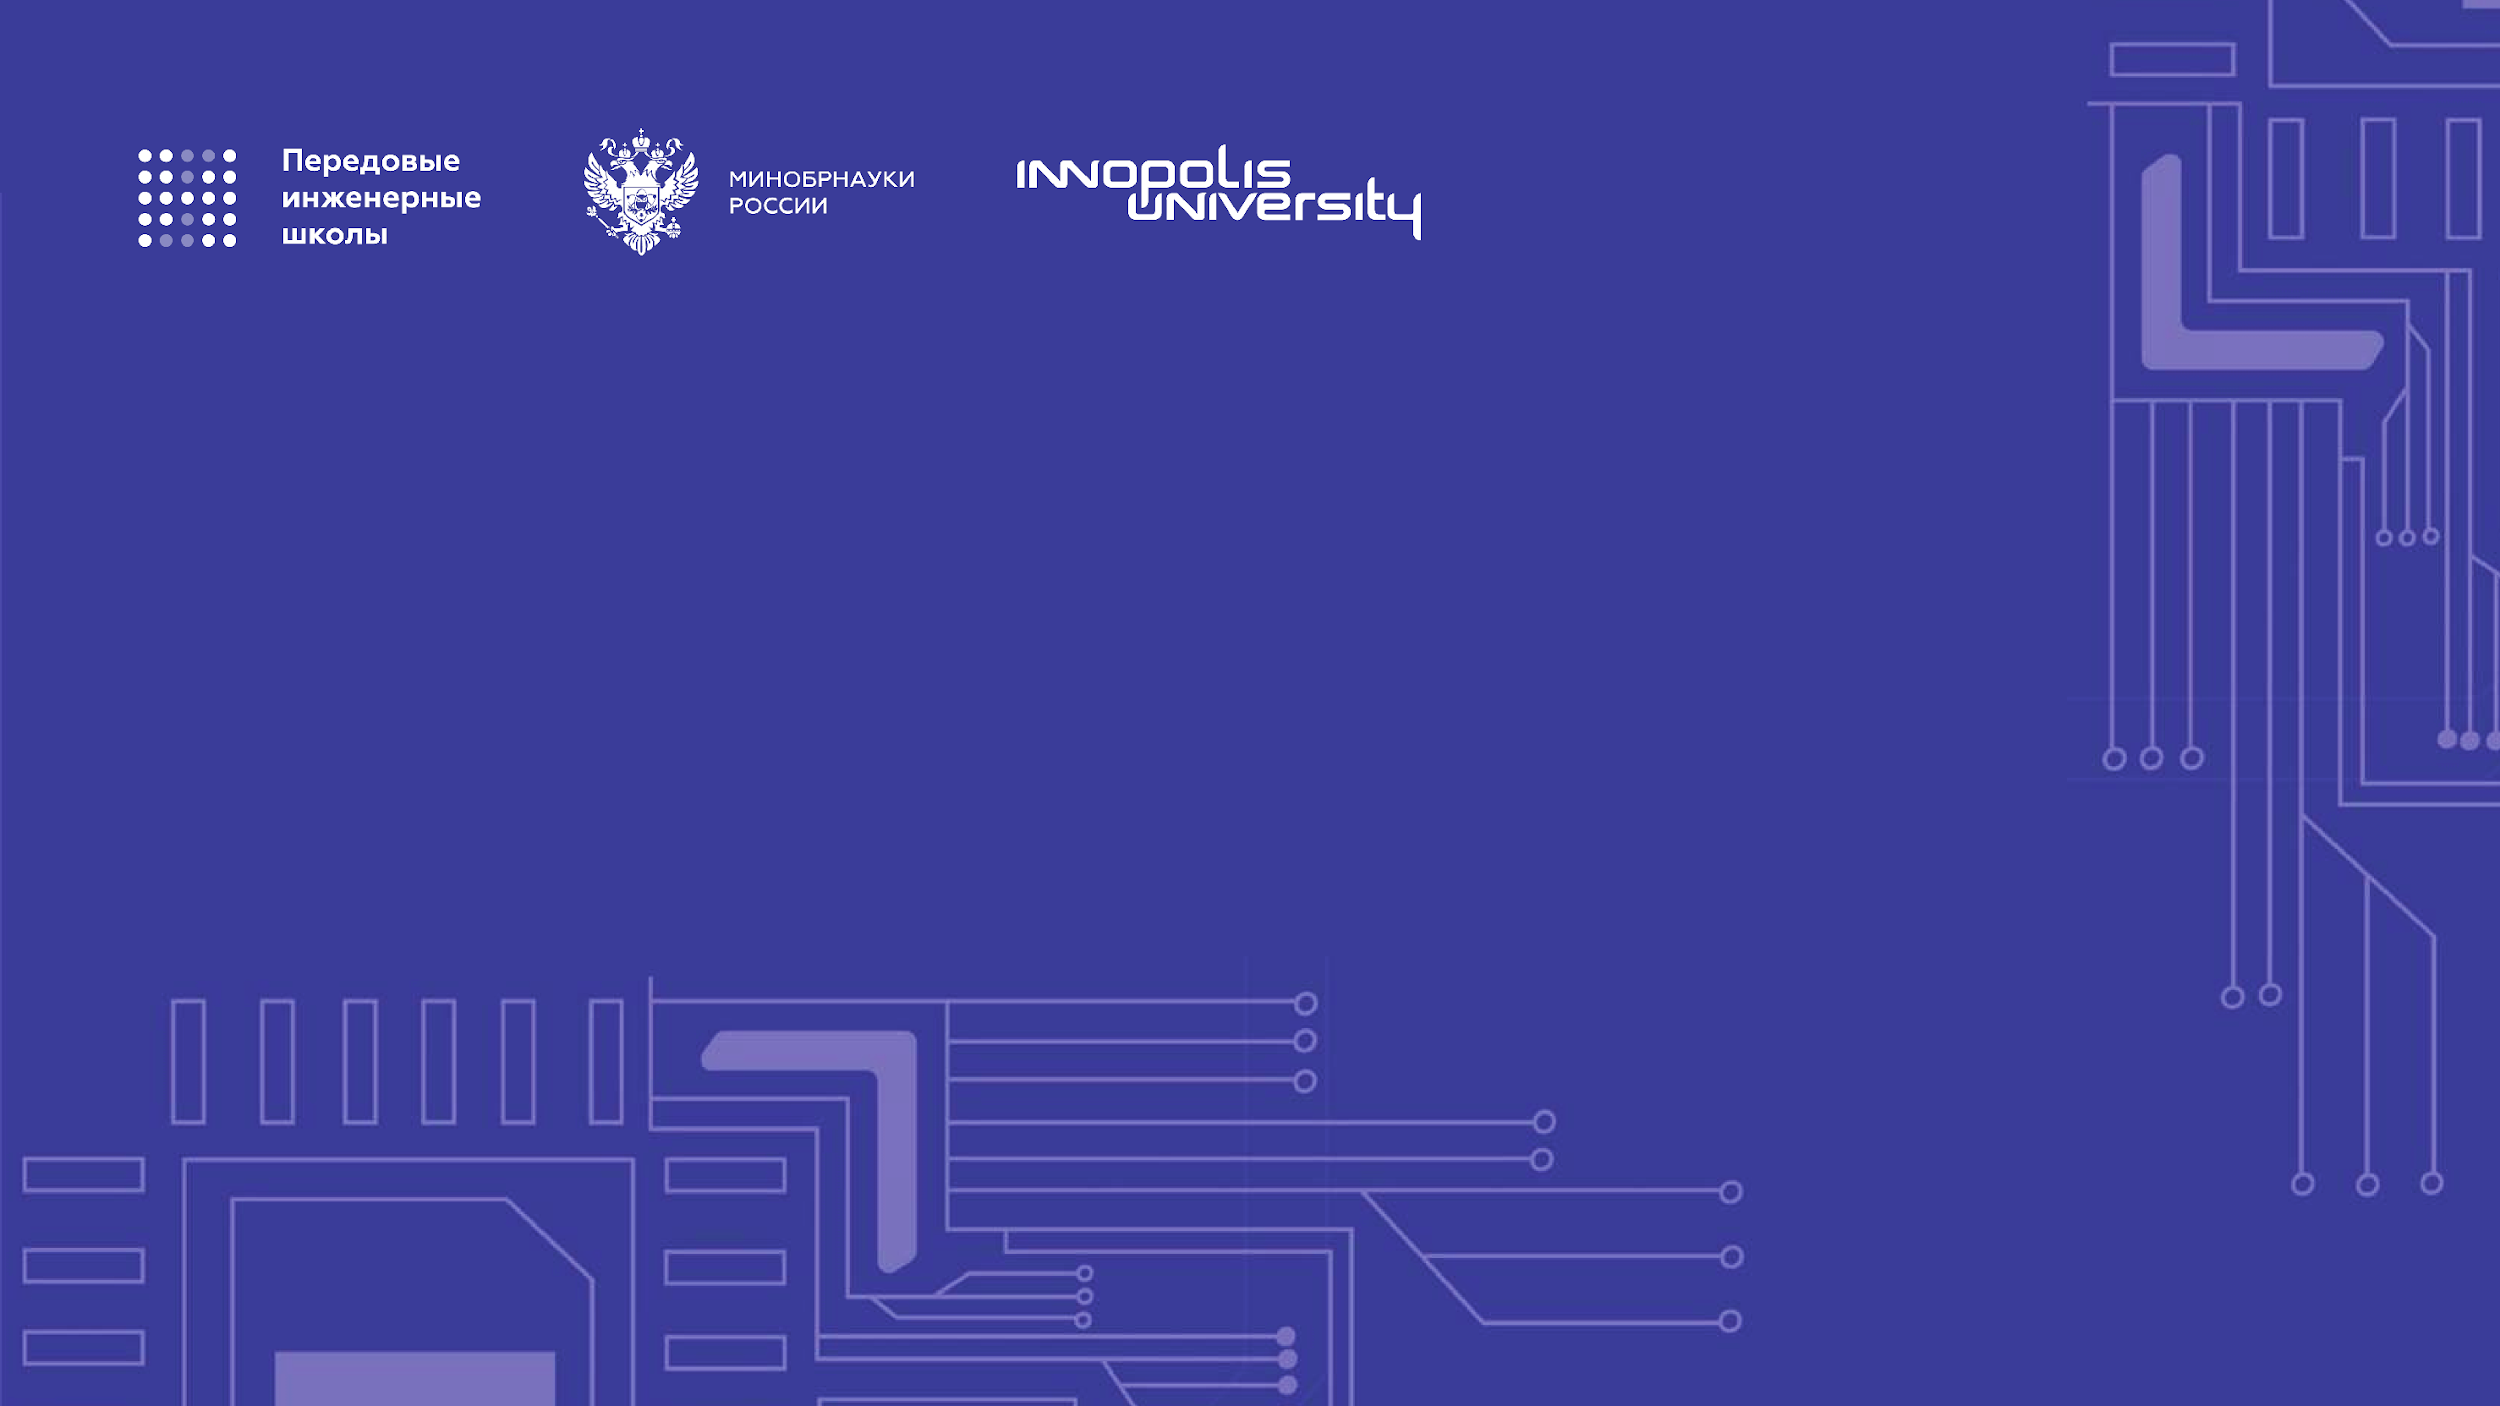 Передовые
инженерные
школы
МИНОБРНАУКИ
РОССИИ
INNOPOLIS
UNIVERSITY